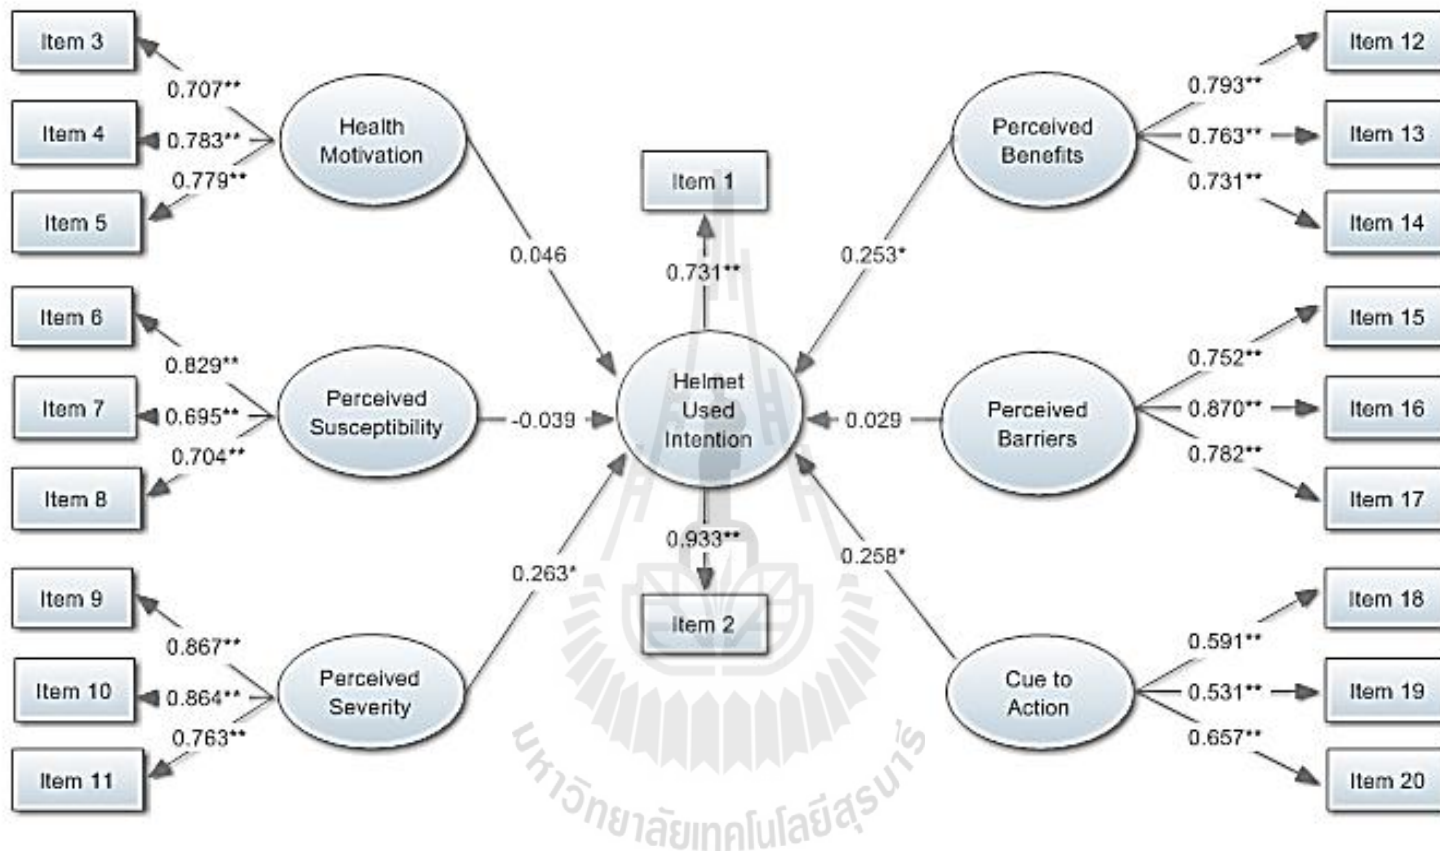 Item 3
0.707**
Item 4
0.783**
0.779**
Item 5
Health
Motivation
0.046
Item 6
0.829**
Item 7
0.695**
0.704**
Item 8
Perceived
Susceptibility
-0.039
Item 9
0.867**
Item 10
0.864**
0.763**
Item 11
Perceived
Severity
0.263*
Item 1
0.731**
Helmet
Used
Intention
0.933**
Item 2
Perceived
Benefits
0.253*
Item 12
0.793**
0.763**
Item 13
0.731**
Item 14
Perceived
Barriers
0.029
Item 15
0.752**
0.870**
Item 16
0.782**
Item 17
Cue to
Action
0.258*
Item 18
0.591**
0.531**
Item 19
0.657**
Item 20
มหาวิทยาลัยเทคโนโลยีสุรนารี